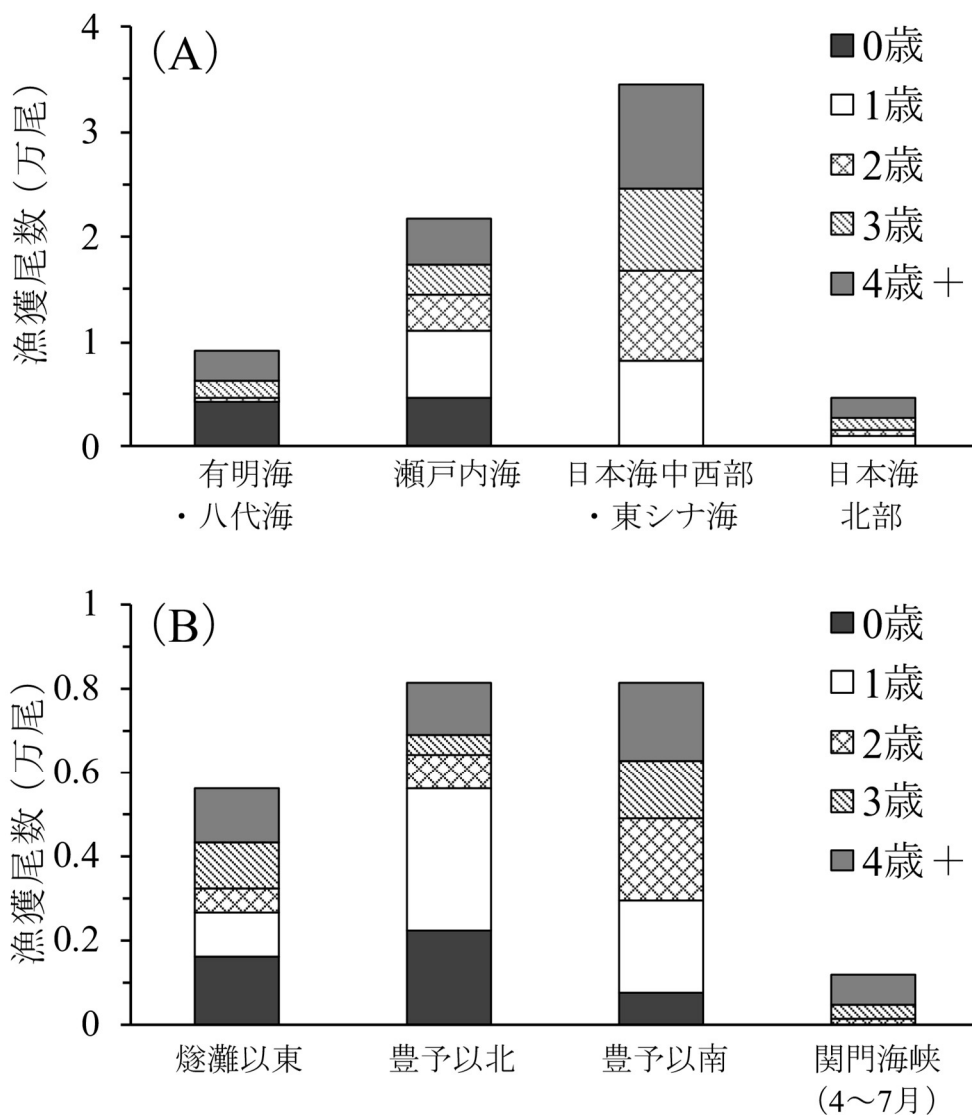 (A)
漁獲尾数(万尾)
4
3
2
1
0
0歳
1歳
2歳
3歳
4歳＋
有明海
・八代海
瀬戸内海
日本海中西部
・東シナ海
日本海
北部
(B)
漁獲尾数(万尾)
1
0.8
0.6
0.4
0.2
0
0歳
1歳
2歳
3歳
4歳＋
燧灘以東
豊予以北
豊予以南
関門海峡
(4～7月)